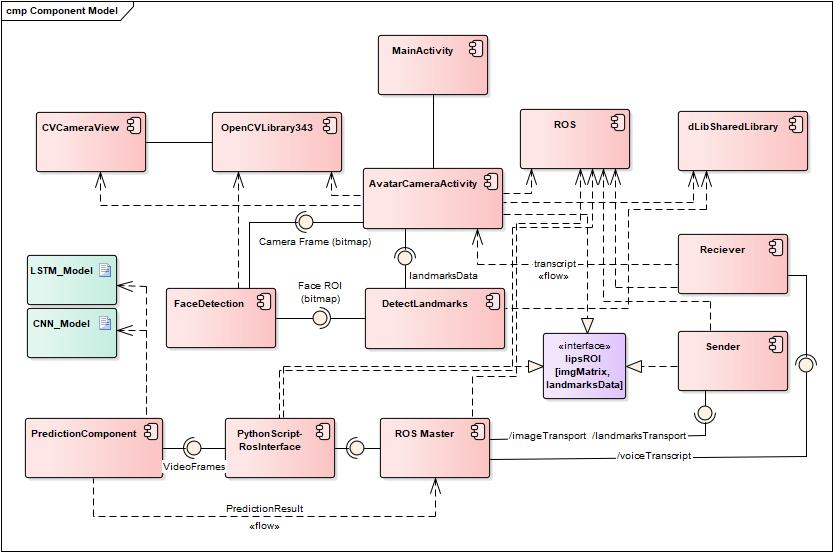 cmp Component Model
MainActivity
CVCameraView
OpenCVLibrary343
ROS
dLibSharedLibrary
AvatarCameraActivity
Camera Frame (bitmap)
landmarksData
transcript
«flow»
Reciever
LSTM_Model
CNN_Model
FaceDetection
Face ROI
(bitmap)
DetectLandmarks
«interface»
lipsROI
[imgMatrix,
landmarksData]
Sender
PredictionComponent
VideoFrames
PythonScript-
RosInterface
ROS Master
/imageTransport /landmarksTransport
/voiceTranscript
PredictionResult
«flow»